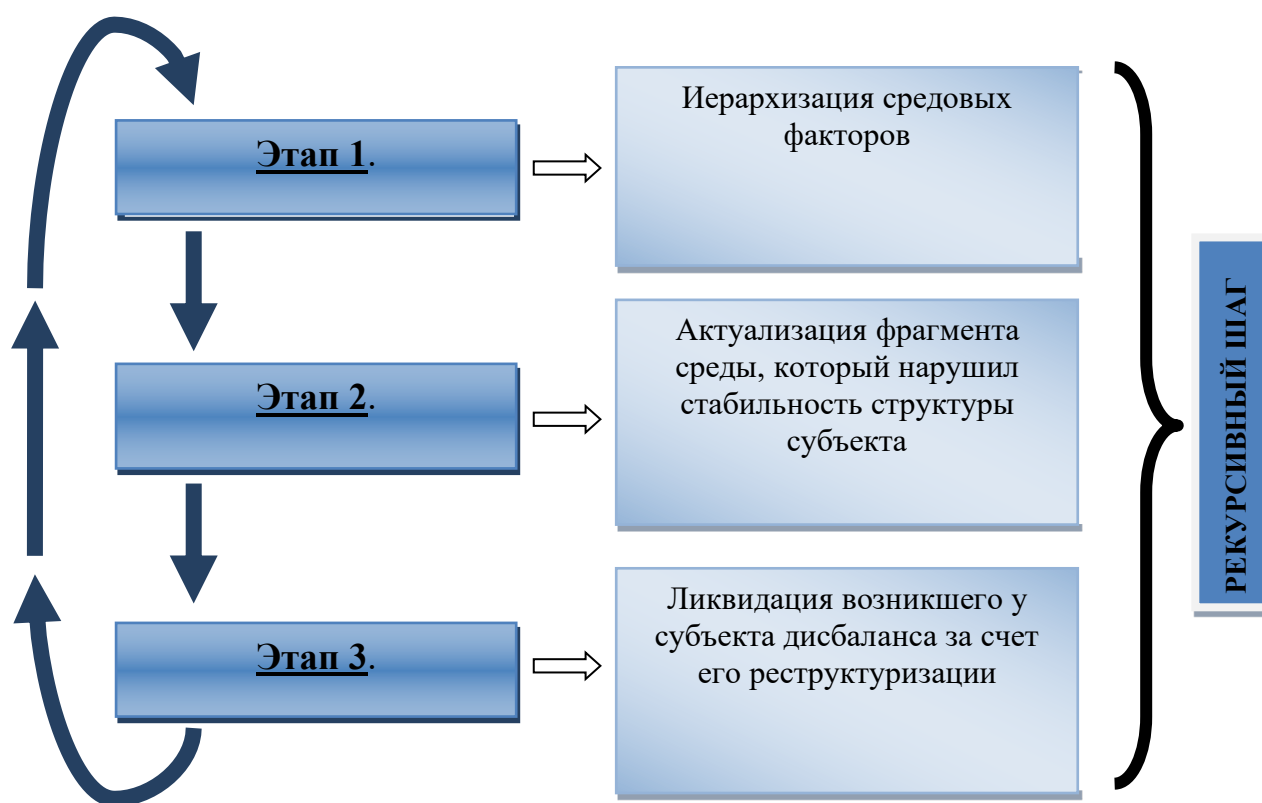 Этап 1.
Иерархизация средовых
факторов
Этап 2.
Актуализация фрагмента
среды, который нарушил
стабильность структуры
субъекта
Этап 3.
Ликвидация возникшего у
субъекта дисбаланса за счет
его реструктуризации
РЕКУРСИВНЫЙ ШАГ